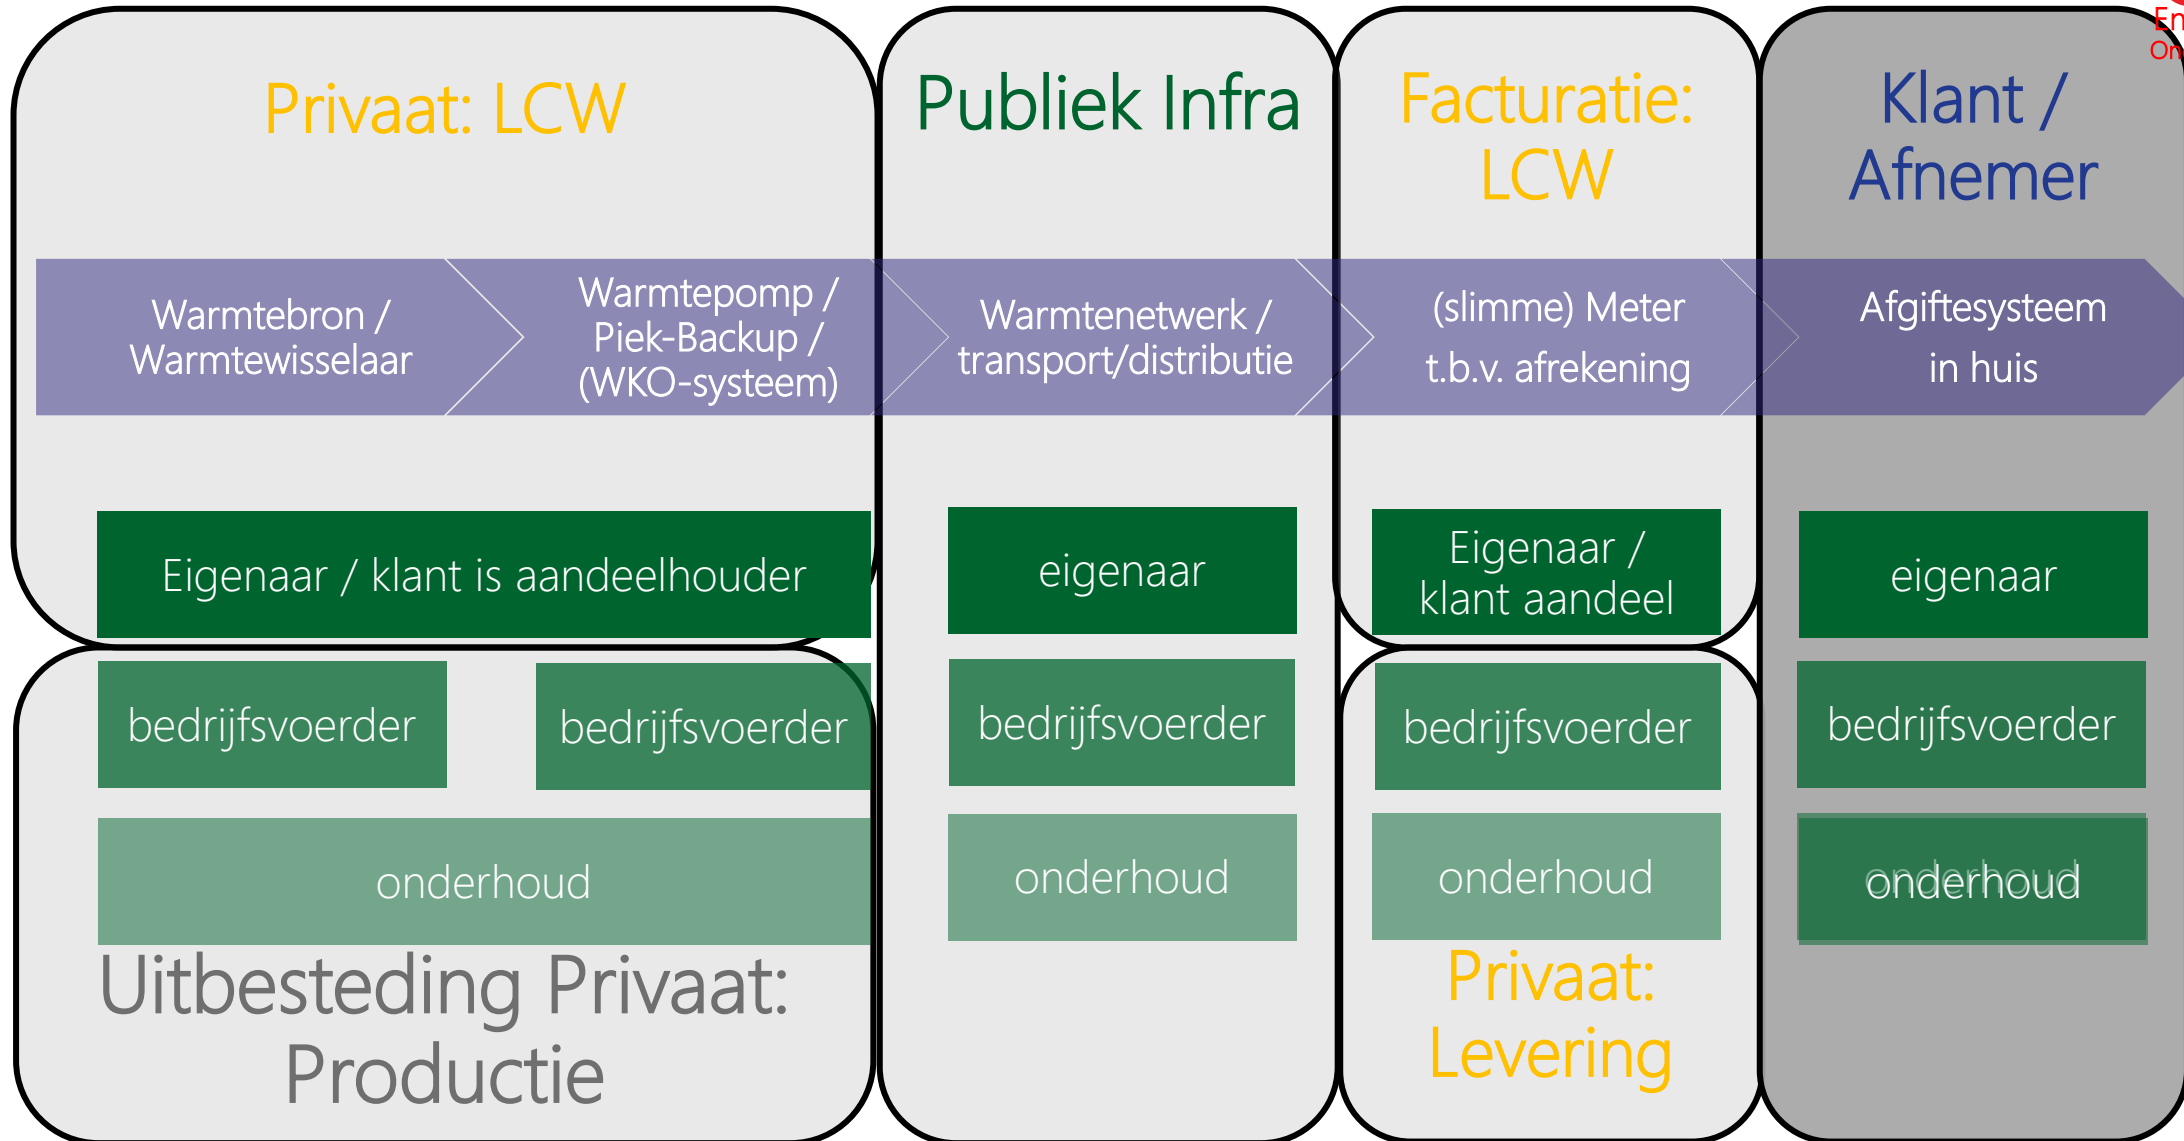 Privaat: LCW
Publiek Infra
Facturatie:
LCW
Klant /
Afnemer
Warmtebron /
Warmtewisselaar
Warmtepomp /
Piek-Backup /
(WKO-systeem)
Warmtenetwerk /
transport/distributie
(slimme) Meter
t.b.v. afrekening
Afgiftesysteem
in huis
Eigenaar / klant is aandeelhouder
eigenaar
Eigenaar /
klant aandeel
eigenaar
bedrijfsvoerder
bedrijfsvoerder
bedrijfsvoerder
bedrijfsvoerder
bedrijfsvoerder
onderhoud
onderhoud
onderhoud
onderhoud
Uitbesteding Privaat:
Productie
Privaat:
Levering